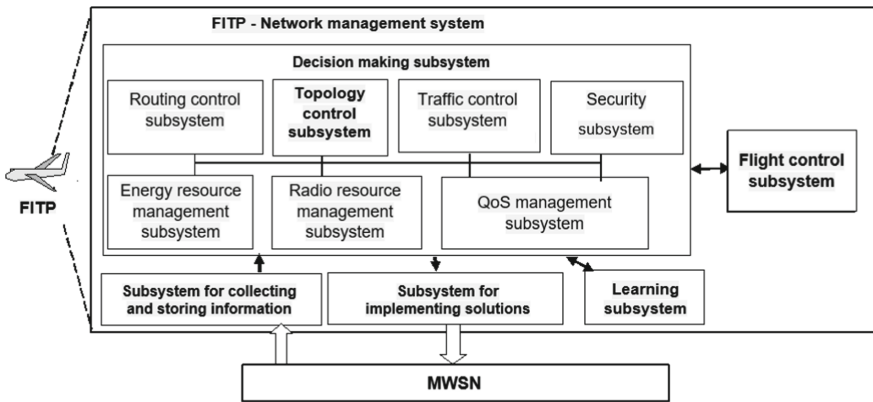 FITP - Network management system
Decision making subsystem
Routing control
subsystem
Topology
control
subsystem
Traffic control
subsystem
Security
subsystem
Energy resource
management
subsystem
Radio resource
management
subsystem
QoS management
subsystem
Flight control
subsystem
FITP
Subsystem for collecting
and storing information
Subsystem for
implementing solutions
Learning
subsystem
MWSN